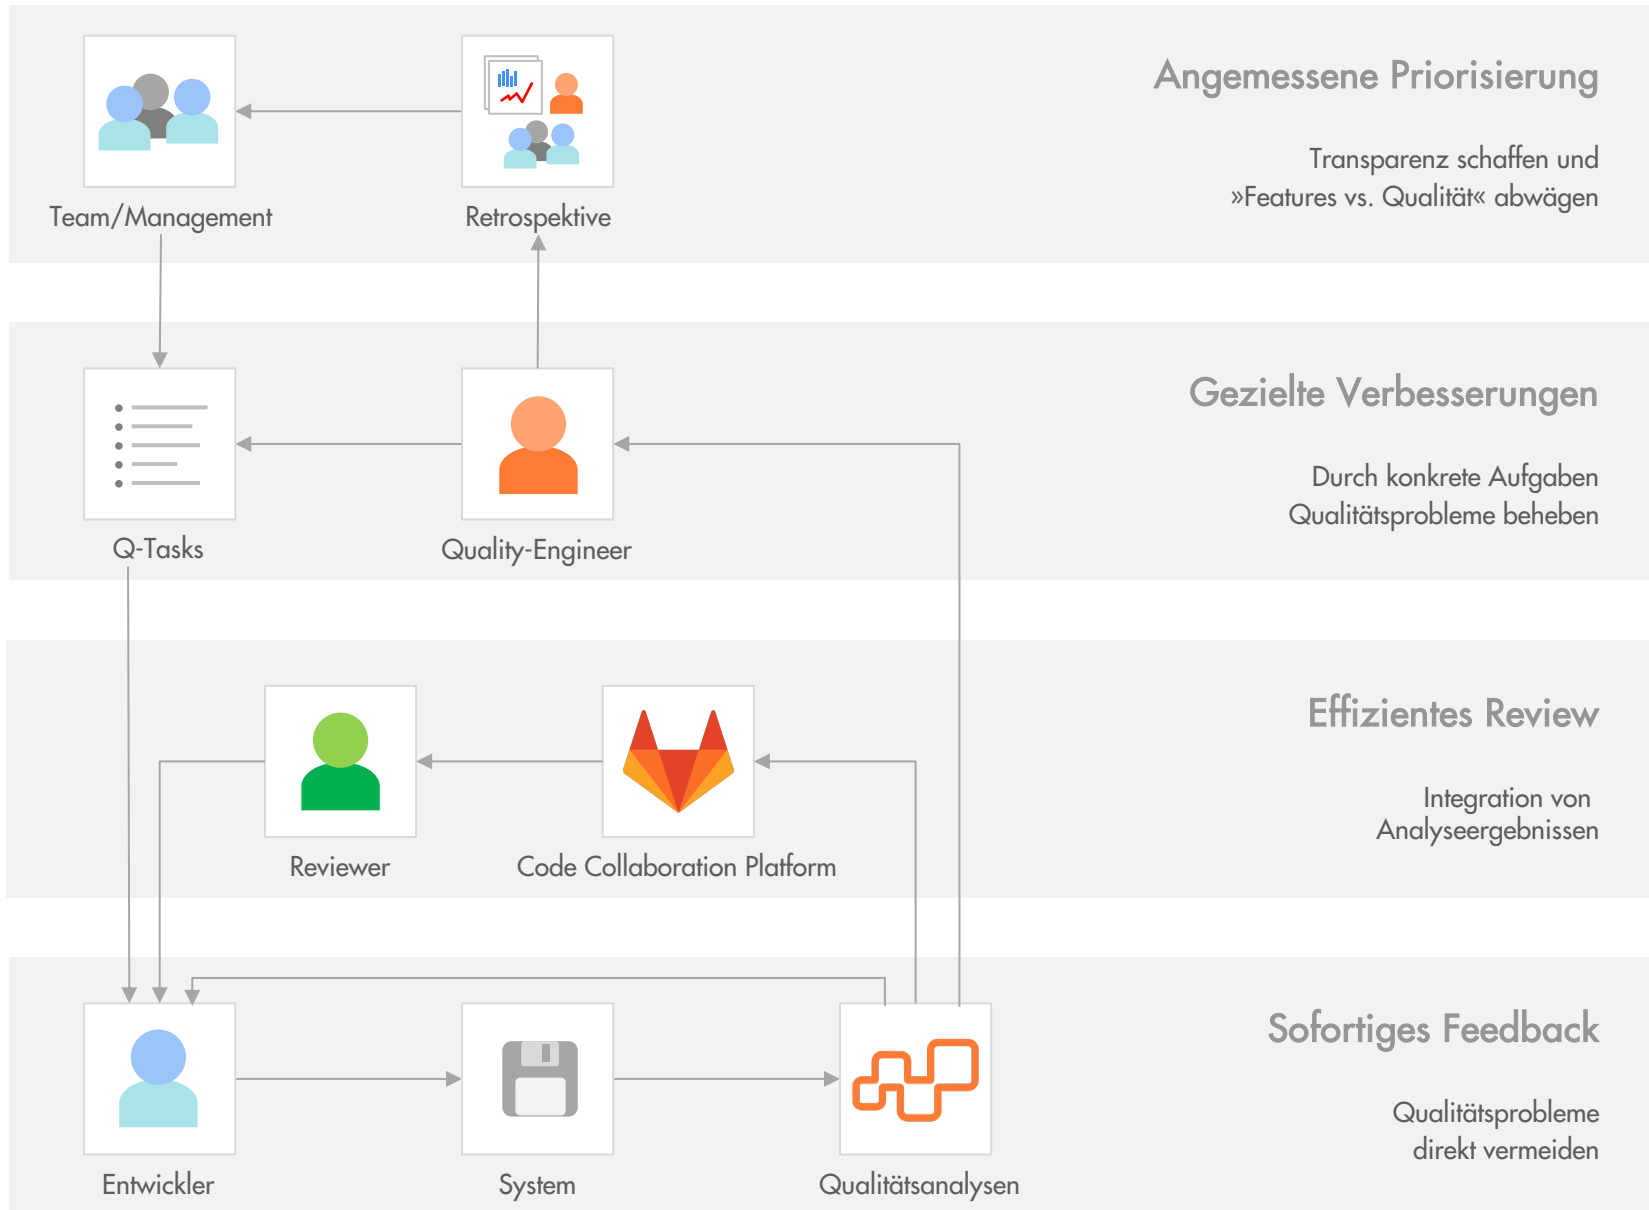 Angemessene Priorisierung
Transparenz schaffen und
»Features vs. Qualität« abwägen
Team/Management
Retrospektive
Gezielte Verbesserungen
Durch konkrete Aufgaben
Qualitätsprobleme beheben
Q-Tasks
Quality-Engineer
Effizientes Review
Integration von
Analyseergebnissen
Reviewer
Code Collaboration Platform
Sofortiges Feedback
Qualitätsprobleme
direkt vermeiden
Entwickler
System
Qualitätsanalysen